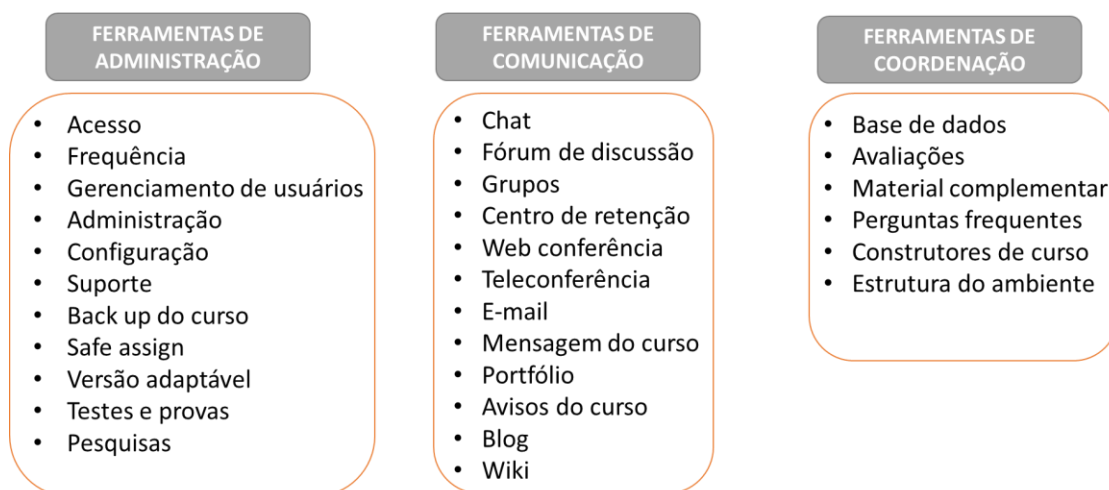 FERRAMENTAS DE
ADMINISTRAÇÃO
• Acesso
• Frequência
• Gerenciamento de usuários
• Administração
• Configuração
• Suporte
• Back up do curso
• Safe assign
• Versão adaptável
• Testes e provas
• Pesquisas
FERRAMENTAS DE
COMUNICAÇÃO
• Chat
• Fórum de discussão
• Grupos
• Centro de retenção
• Web conferência
• Teleconferência
• E-mail
• Mensagem do curso
• Portfólio
• Avisos do curso
• Blog
• Wiki
FERRAMENTAS DE
COORDENAÇÃO
• Base de dados
• Avaliações
• Material complementar
• Perguntas frequentes
• Construtores de curso
• Estrutura do ambiente